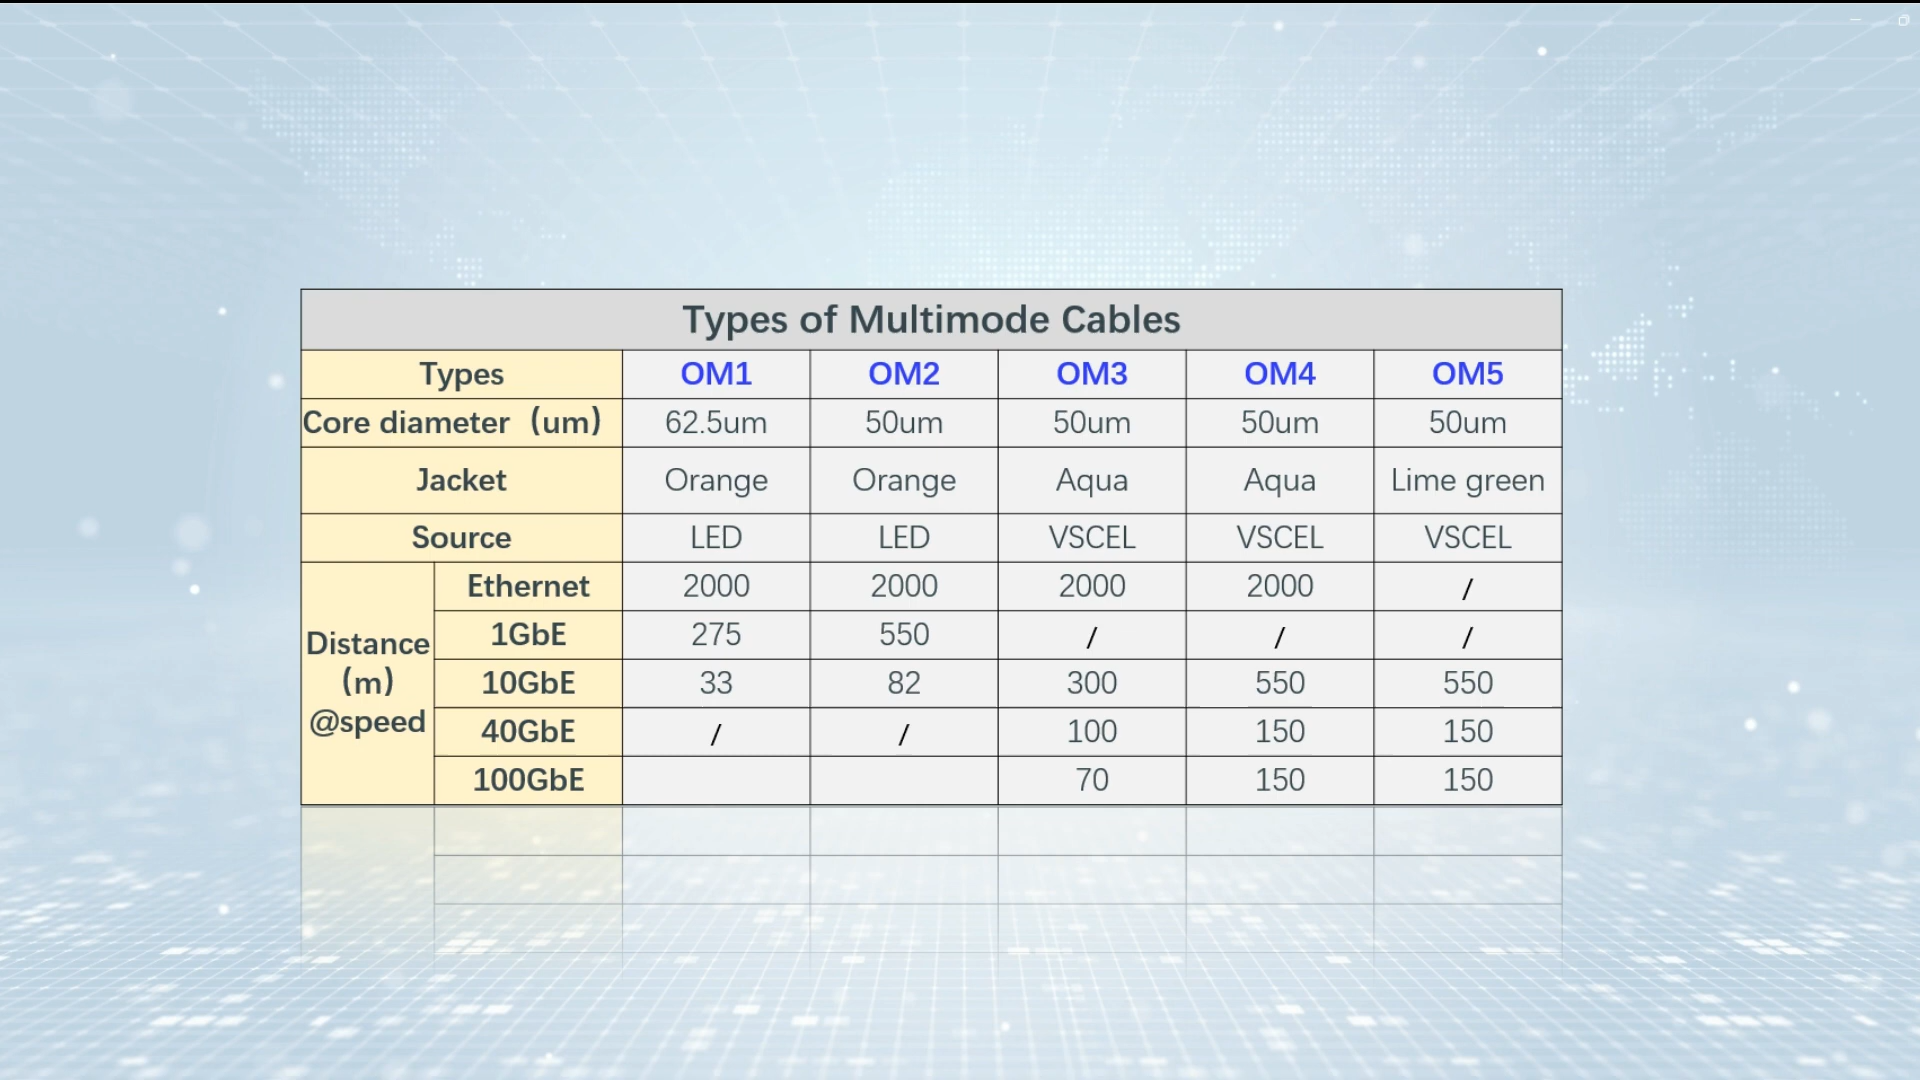 Types of Multimode Cables
Types OM1 OM2 OM3 OM4 OM5
Core diameter（um） 62.5um 50um 50um 50um 50um
Jacket Orange Orange Aqua Aqua Lime green
Source LED LED VSCEL VSCEL VSCEL
Distance
(m)
@speed
Ethernet 2000 2000 2000 2000 /
1GbE 275 550 / / /
10GbE 33 82 300 550 550
40GbE / / 100 150 150
100GbE 70 150 150